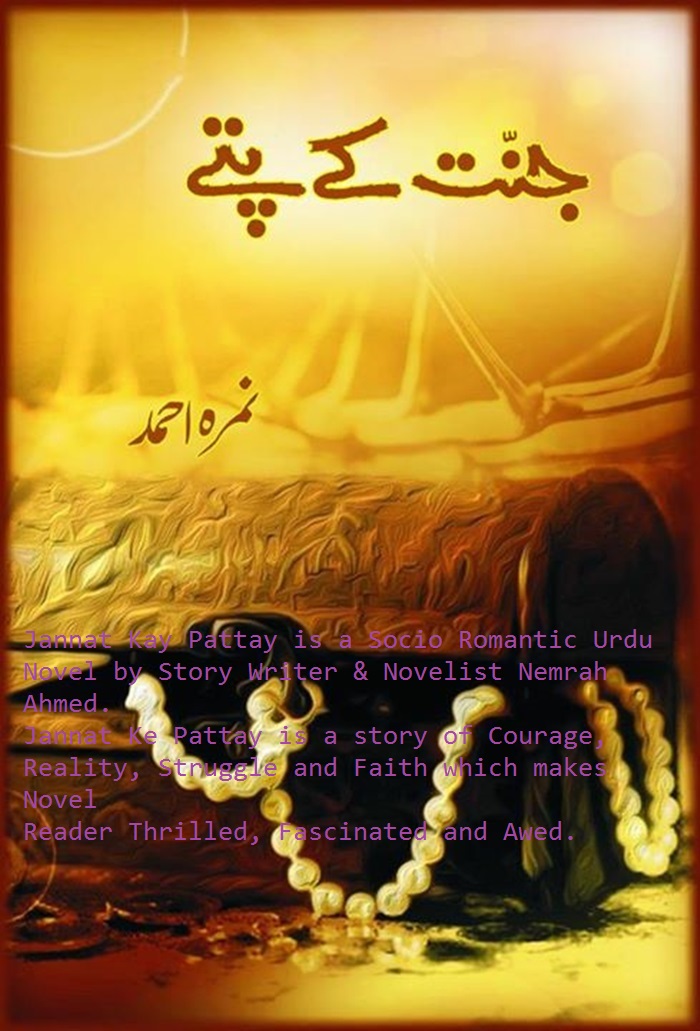 جنّت کے پتے
نمرہ احمد
Jannat Kay Pattay is a Socio Romantic Urdu
Novel by Story Writer & Novelist Nemrah
Ahmed.
Jannat Ke Pattay is a story of Courage,
Reality, Struggle and Faith which makes
Novel
Reader Thrilled, Fascinated and Awed.